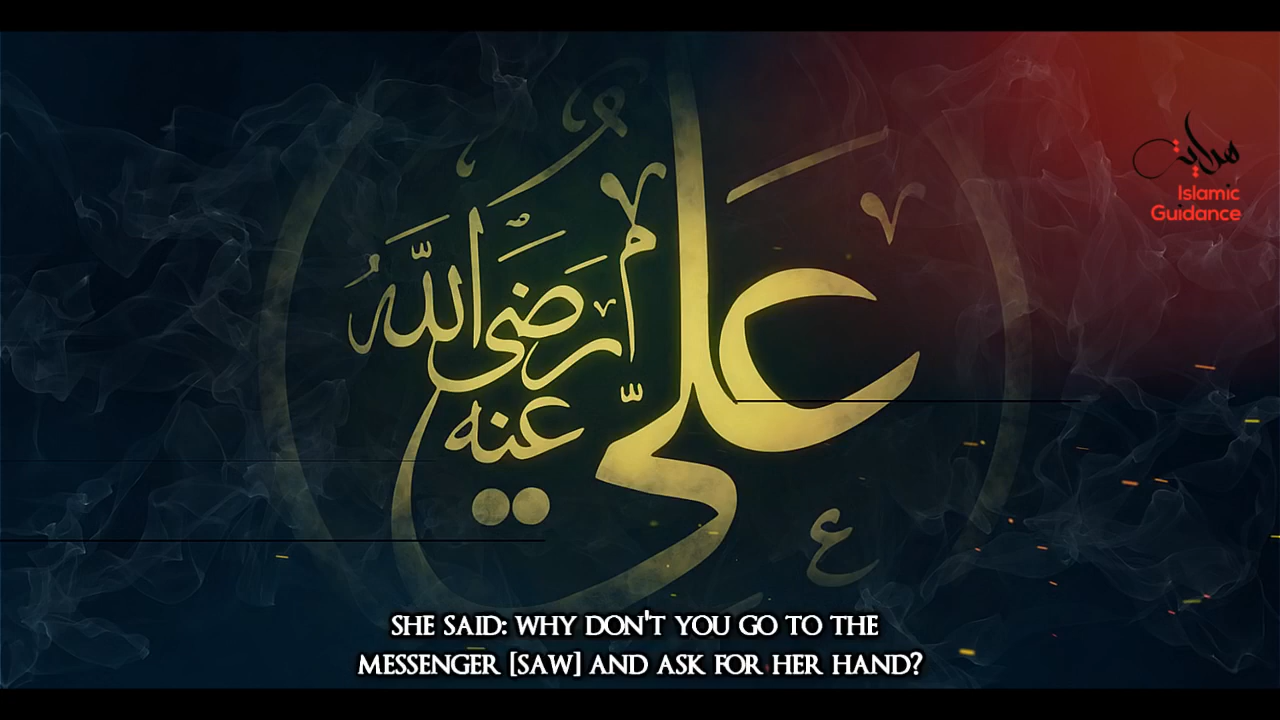 هداية
Islamic
Guidance
عليّ
رضي الله
عنه
SHE SAID: WHY DON'T YOU GO TO THE
MESSENGER [SAW] AND ASK FOR HER HAND?